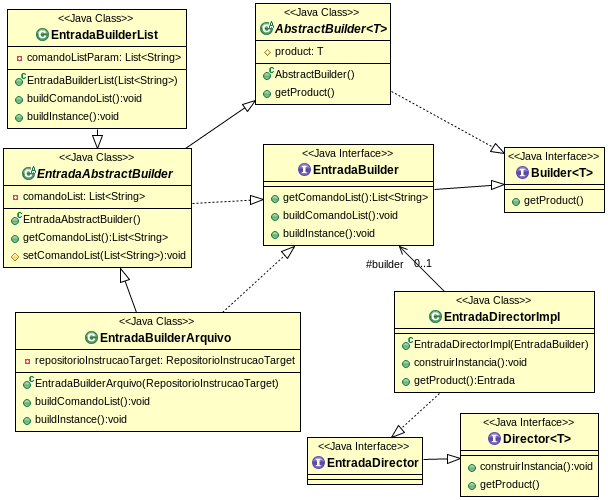 <<Java Class>>
EntradaBuilderList
comandoListParam: List<String>
EntradaBuilderList(List<String>)
buildComandoList():void
buildInstance():void
<<Java Class>>
AbstractBuilder<T>
product: T
AbstractBuilder()
getProduct()
<<Java Class>>
EntradaAbstractBuilder
comandoList: List<String>
EntradaAbstractBuilder()
getComandoList():List<String>
setComandoList(List<String>):void
<<Java Interface>>
EntradaBuilder
getComandoList():List<String>
buildComandoList():void
buildInstance():void
<<Java Interface>>
Builder<T>
getProduct()
#builder 0..1
<<Java Class>>
EntradaDirectorImpl
EntradaDirectorImpl(EntradaBuilder)
construirInstancia():void
getProduct():Entrada
<<Java Class>>
EntradaBuilderArquivo
repositorioInstrucaoTarget: RepositorioInstrucaoTarget
EntradaBuilderArquivo(RepositorioInstrucaoTarget)
buildComandoList():void
buildInstance():void
<<Java Interface>>
EntradaDirector
<<Java Interface>>
Director<T>
construirInstancia():void
getProduct()